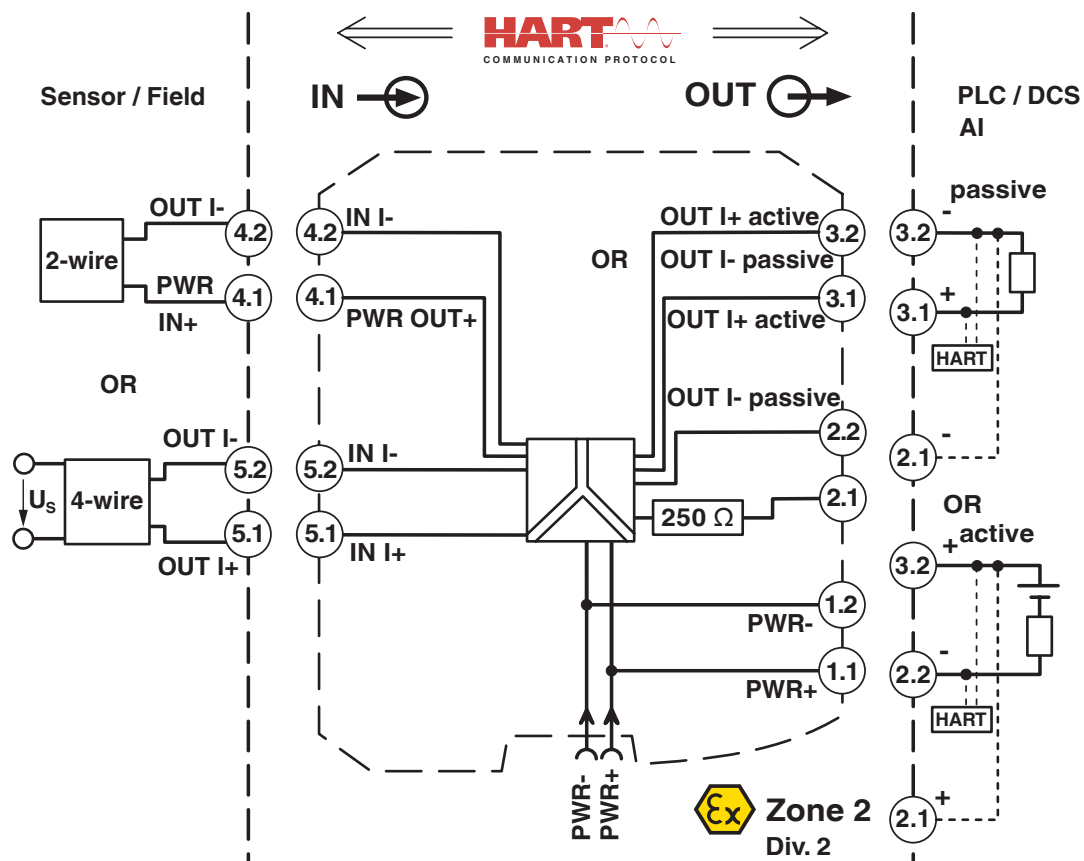 HART
COMMUNICATION PROTOCOL
Sensor / Field
IN
OUT
PLC / DCS
AI
passive
OUT I-
4.2
2-wire
PWR
4.1
IN+
OR
OUT I-
5.2
Us
4-wire
5.1
OUT I+
4.2
IN I-
4.1
PWR OUT+
5.2
IN I-
5.1
IN I+
OUT I+ active
3.2
OR
OUT I- passive
3.1
OUT I+ active
OUT I- passive
2.2
2.1
250 Ω
1.2
PWR-
1.1
PWR+
PWR-
PWR+
Ex
Zone 2
Div. 2
-
3.2
+
3.1
HART
-
2.1
OR
active
+
3.2
-
2.2
HART
+
2.1